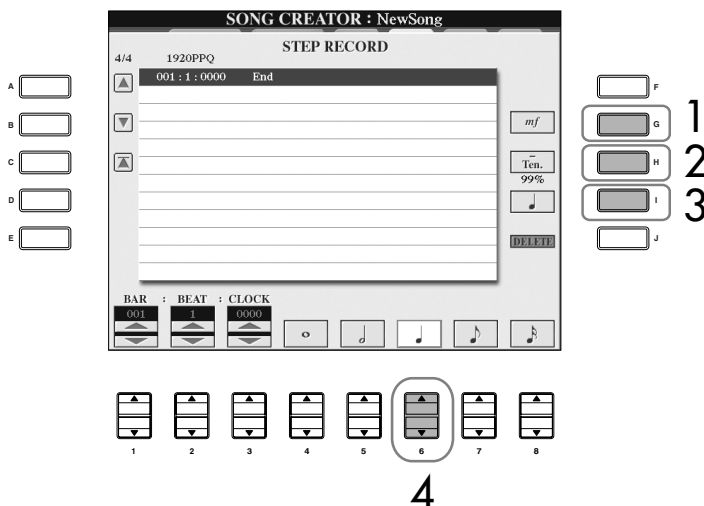 SONG CREATOR : NewSong
STEP RECORD
4/4 1920PPQ
001 : 1 : 0000 End
A
B
C
D
E
F
G
H
I
J
1
2
3
mf
Ten.
99%
DELETE
BAR : BEAT : CLOCK
001 1 0000
1 2 3 4 5 6 7 8
4